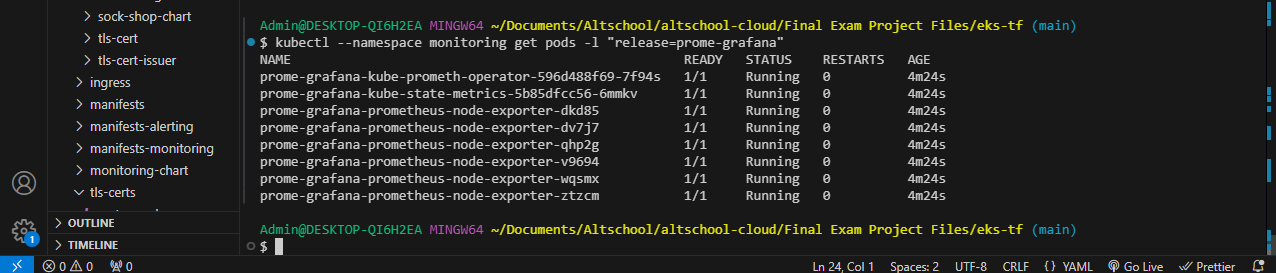 sock-shop-chart
tls-cert
tls-cert-issuer
ingress
manifests
manifests-alerting
manifests-monitoring
monitoring-chart
tls-certs
OUTLINE
TIMELINE
1
Admin@DESKTOP-QI6H2EA MINGW64 ~/Documents/Altschool/altschool-cloud/Final Exam Project Files/eks-tf (main)
$ kubectl --namespace monitoring get pods -l "release=prome-grafana"
NAME READY STATUS RESTARTS AGE
prome-grafana-kube-prometh-operator-596d488f69-7f94s 1/1 Running 0 4m24s
prome-grafana-kube-state-metrics-5b85dfcc56-6mmkv 1/1 Running 0 4m24s
prome-grafana-prometheus-node-exporter-dkd85 1/1 Running 0 4m24s
prome-grafana-prometheus-node-exporter-dv7j7 1/1 Running 0 4m24s
prome-grafana-prometheus-node-exporter-qhp2g 1/1 Running 0 4m24s
prome-grafana-prometheus-node-exporter-v9694 1/1 Running 0 4m24s
prome-grafana-prometheus-node-exporter-wqsmx 1/1 Running 0 4m24s
prome-grafana-prometheus-node-exporter-ztzcm 1/1 Running 0 4m24s
Admin@DESKTOP-QI6H2EA MINGW64 ~/Documents/Altschool/altschool-cloud/Final Exam Project Files/eks-tf (main)
$
0 0 0 Ln 24, Col 1 Spaces: 2 UTF-8 CRLF {} YAML Go Live Prettier